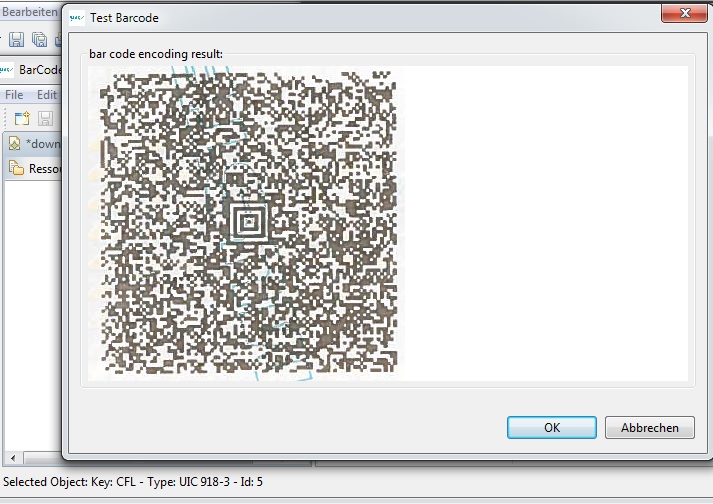 Bearbeiten
Test Barcode
bar code encoding result:
BarCode
File Edit
*down
Ressou
OK
Abbrechen
Selected Object: Key: CFL - Type: UIC 918-3 - Id: 5